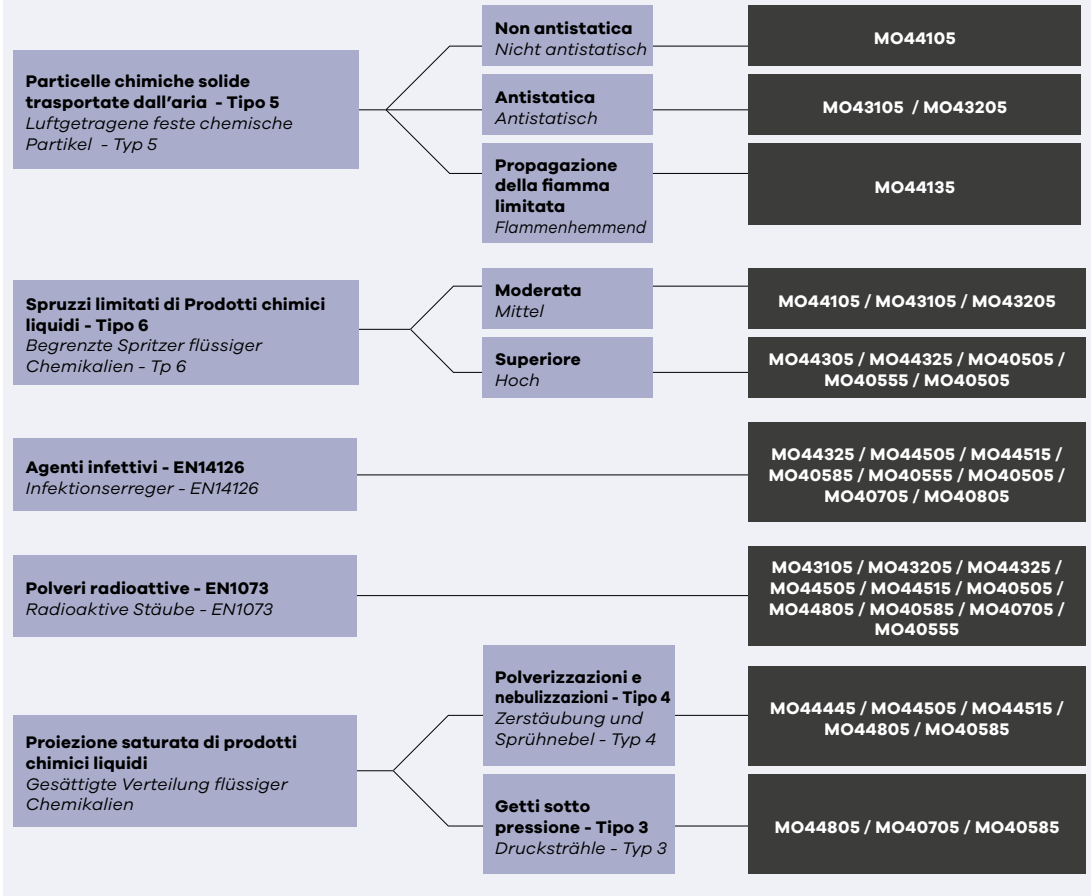 Particelle chimiche solide
trasportate dall'aria - Tipo 5
Luftgetragene feste chemische
Partikel - Typ 5
Non antistatica
Nicht antistatisch
MO44105
Antistatica
Antistatisch
MO43105 / MO43205
Propagazione
della fiamma
limitata
Flammenhemmend
MO44135
Spruzzi limitati di Prodotti chimici
liquidi - Tipo 6
Begrenzte Spritzer flüssiger
Chemikalien - Tp 6
Moderata
Mittel
MO44105 / MO43105 / MO43205
Superiore
Hoch
MO44305 / MO44325 / MO40505 /
MO40555 / MO40505
Agenti infettivi - EN14126
Infektionserreger - EN14126
MO44325 / MO44505 / MO44515 /
MO40585 / MO40555 / MO40505 /
MO40705 / MO40805
Polveri radioattive - EN1073
Radioaktive Stäube - EN1073
MO43105 / MO43205 / MO44325 /
MO44505 / MO44515 / MO40505 /
MO44805 / MO40585 / MO40705 /
MO40555
Proiezione saturata di prodotti
chimici liquidi
Gesättigte Verteilung flüssiger
Chemikalien
Polverizzazioni e
nebulizzazioni - Tipo 4
Zerstäubung und
Sprühnebel - Typ 4
MO44445 / MO44505 / MO44515 /
MO44805 / MO40585
Getti sotto
pressione - Tipo 3
Drucksträhle - Typ 3
MO44805 / MO40705 / MO40585